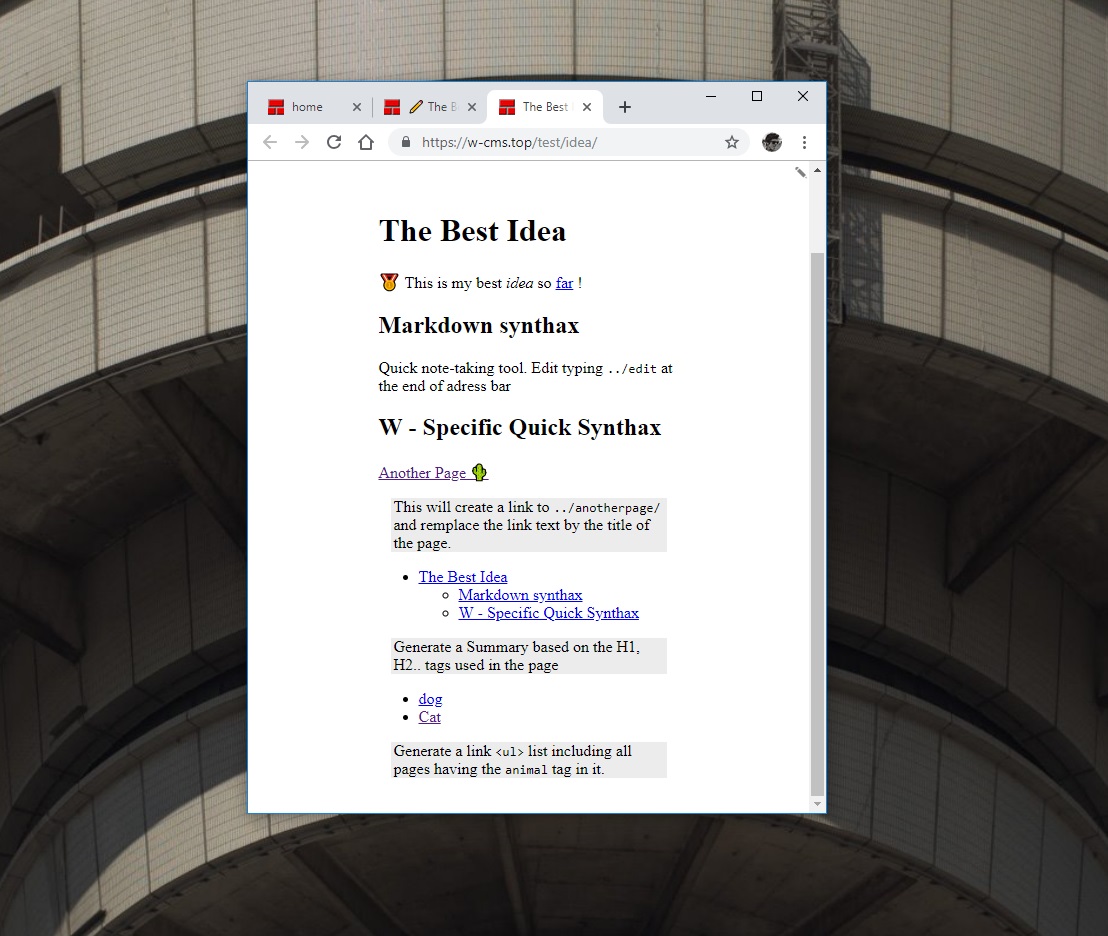 home
The B
The Best
https://w-cms.top/test/idea/
The Best Idea
🏅 This is my best idea so far !
Markdown synthax
Quick note-taking tool. Edit typing ../edit at
the end of adress bar
W - Specific Quick Synthax
Another Page 🌵
This will create a link to ../anotherpage/
and remplace the link text by the title of
the page.
The Best Idea
Markdown synthax
W - Specific Quick Synthax
Generate a Summary based on the H1,
H2.. tags used in the page
dog
Cat
Generate a link <ul> list including all
pages having the animal tag in it.